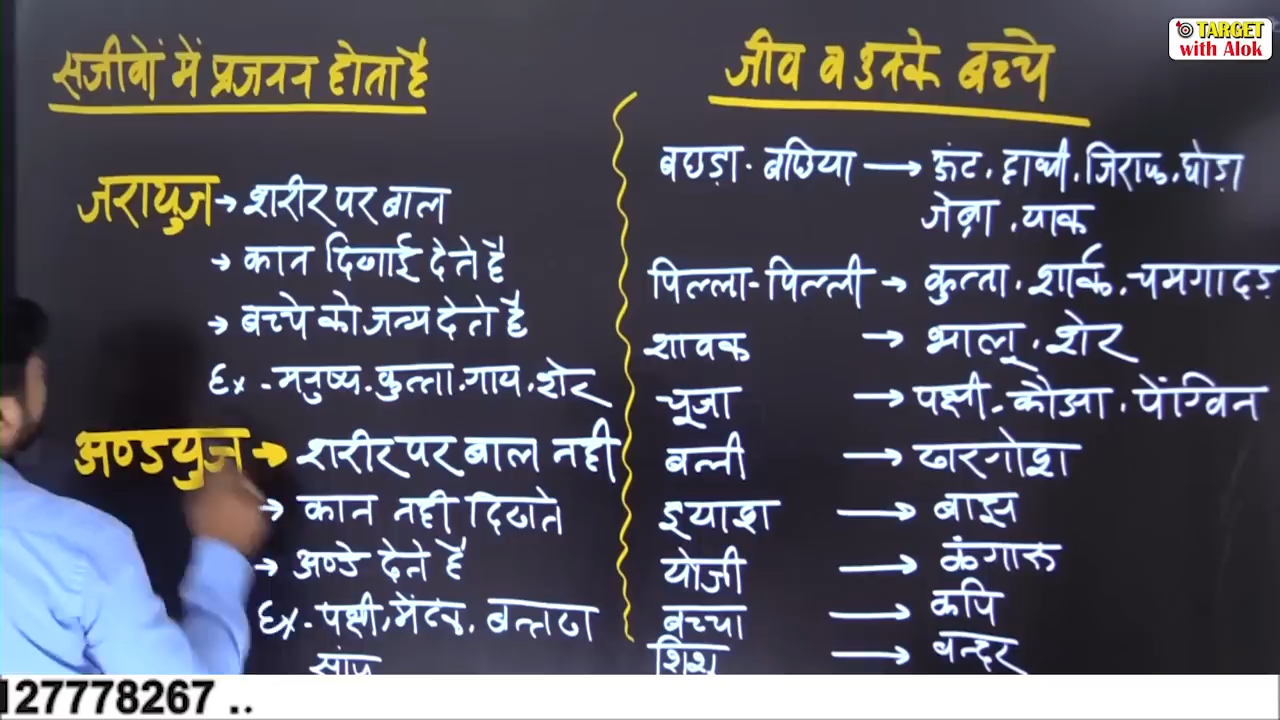 TARGET
with Alok
सजीवों में प्रजनन होता है
जरायुज → शरीर पर बाल
→ कान दिखाई देते है
→ बच्चे को जन्म देते है
Ex - मनुष्य. कुत्ता. गाय. शेर
अण्डयुज → शरीर पर बाल नही
→ कान नही दिखते
→ अण्डे देते है
Ex - पक्षी, मेंढक, बत्तख
सांप
जीव व उनके बच्चे
बछड़ा - बछिया → ऊंट. हाथी. जिराफ. घोड़ा
जेब्रा. याक
पिल्ला - पिल्ली → कुत्ता. शार्क. चमगादड़
शावक → भालू. शेर
चूजा → पक्षी - कौआ. पेंग्विन
बन्नी → खरगोश
इयाश → बाझ
योजी → कंगारू
बच्चा → कपि
शिशु → बन्दर
127778267 ..